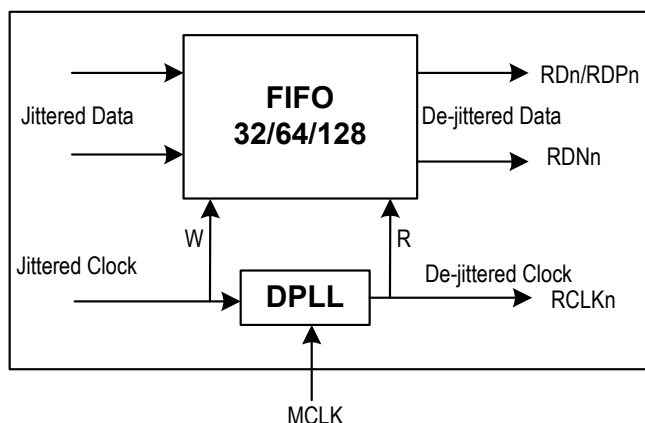 RDn/RDPn
FIFO
32/64/128
Jittered Data
De-jittered Data
RDNn
W
R
Jittered Clock
De-jittered Clock
DPLL
RCLKn
MCLK